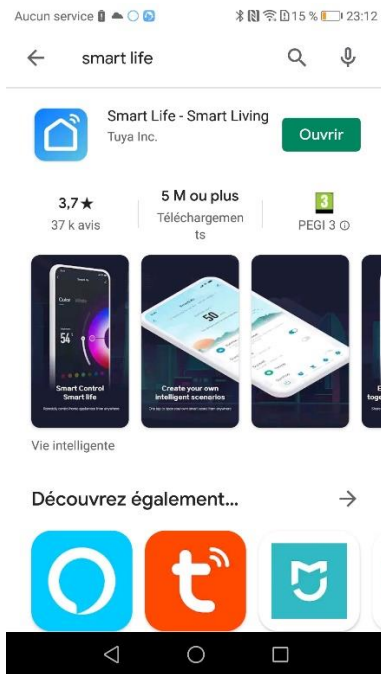 Aucun service 15 % 23:12
smart life
Smart Life - Smart Living
Tuya Inc.
Ouvrir
3,7★
37 k avis
5 M ou plus
Téléchargemen
ts
3
PEGI 3
Color
54
Smart Control
Smart life
50
Create your own
intelligent scenarios
Vie intelligente
Découvrez également...